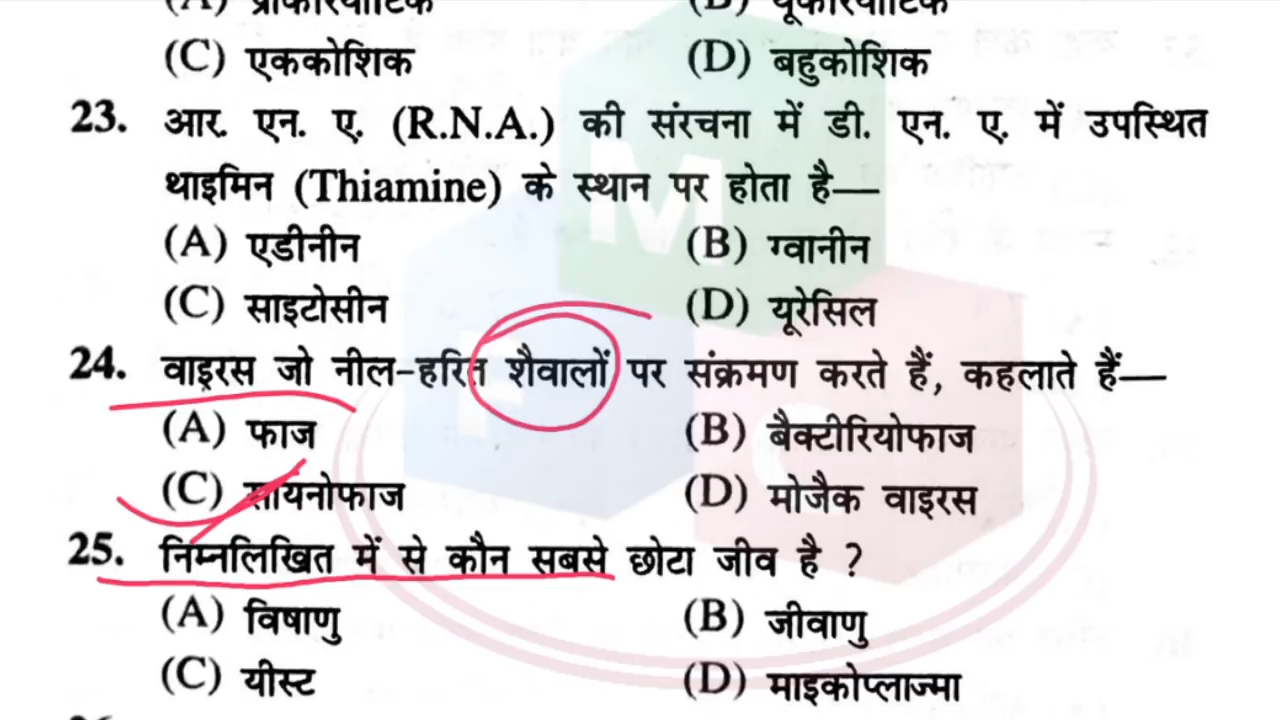 (A) प्रोकैरियोटिक (B) यूकैरियोटिक
(C) एककोशिक (D) बहुकोशिक
23. आर. एन. ए. (R.N.A.) की संरचना में डी. एन. ए. में उपस्थित
थाइमिन (Thiamine) के स्थान पर होता है—
(A) एडीनीन (B) ग्वानीन
(C) साइटोसीन (D) यूरेसिल
24. वाइरस जो नील-हरित शैवालों पर संक्रमण करते हैं, कहलाते हैं—
(A) फाज (B) बैक्टीरियोफाज
(C) सायनोफाज (D) मोजैक वाइरस
25. निम्नलिखित में से कौन सबसे छोटा जीव है ?
(A) विषाणु (B) जीवाणु
(C) यीस्ट (D) माइकोप्लाज्मा